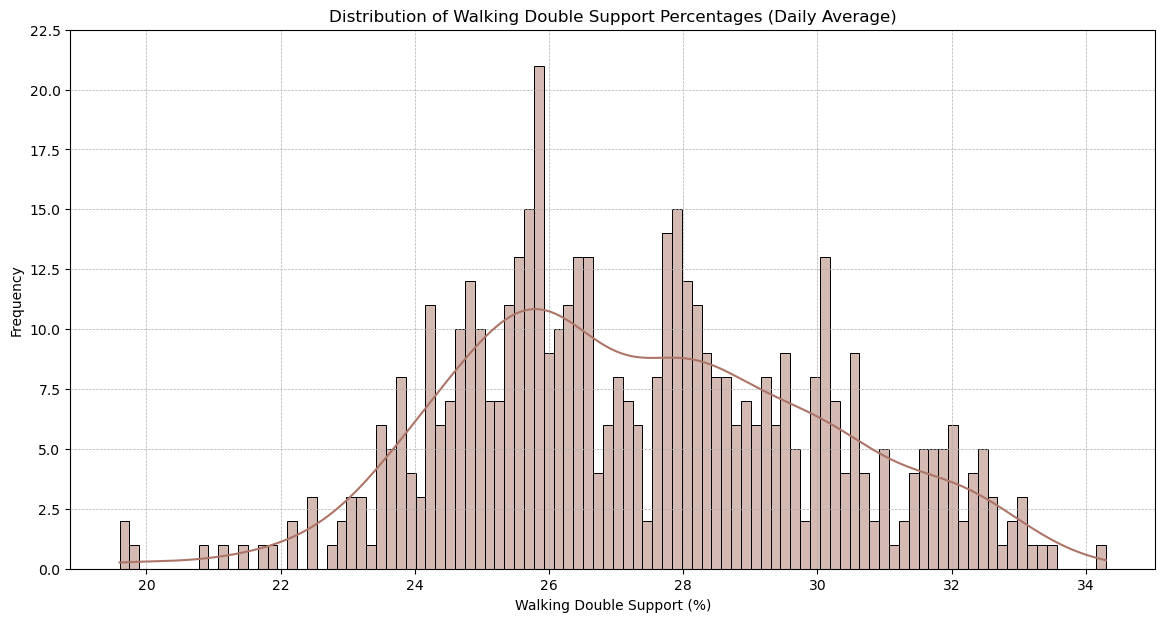 Distribution of Walking Double Support Percentages (Daily Average)
22.5
20.0
17.5
15.0
12.5
10.0
7.5
5.0
2.5
0.0
Frequency
20 22 24 26 28 30 32 34
Walking Double Support (%)